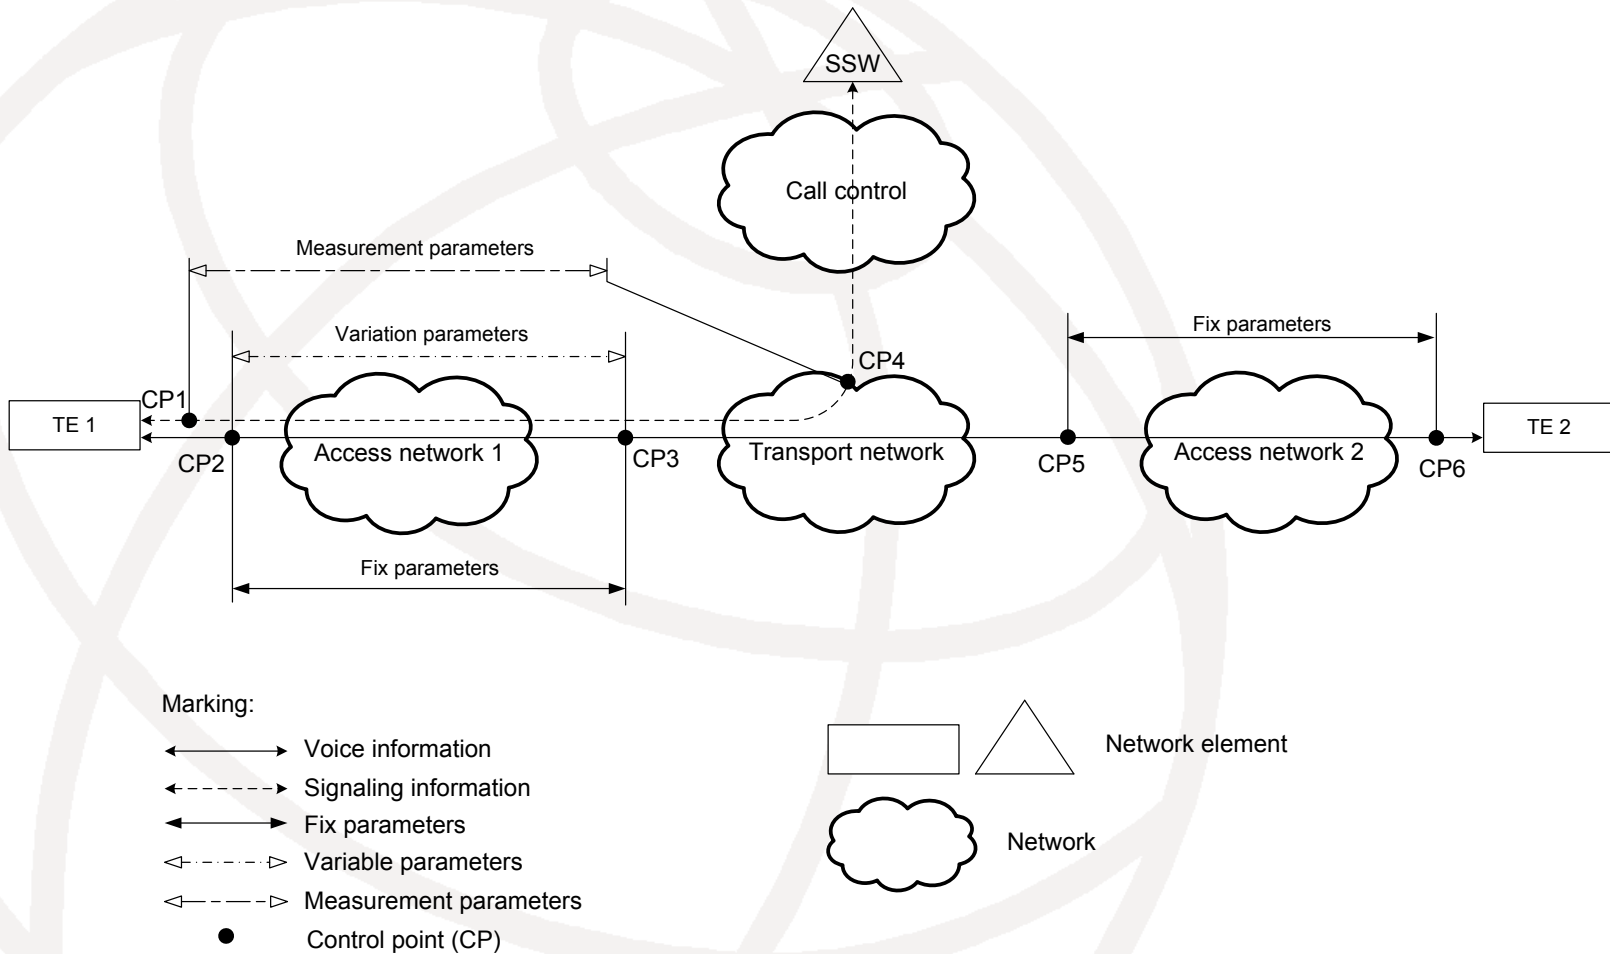 SSW
Call control
Measurement parameters
Variation parameters
Fix parameters
CP4
CP1
TE 1
TE 2
Access network 1
Transport network
Access network 2
CP2
CP3
CP5
CP6
Fix parameters
Marking:
Voice information
Signaling information
Fix parameters
Variable parameters
Measurement parameters
Control point (CP)
Network element
Network